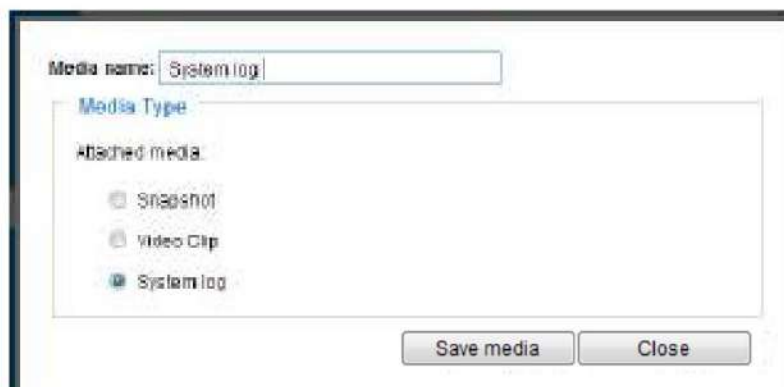 Media name: System log
Media Type
Attached media:
Snapshot
Video Clip
System log
Save media Close